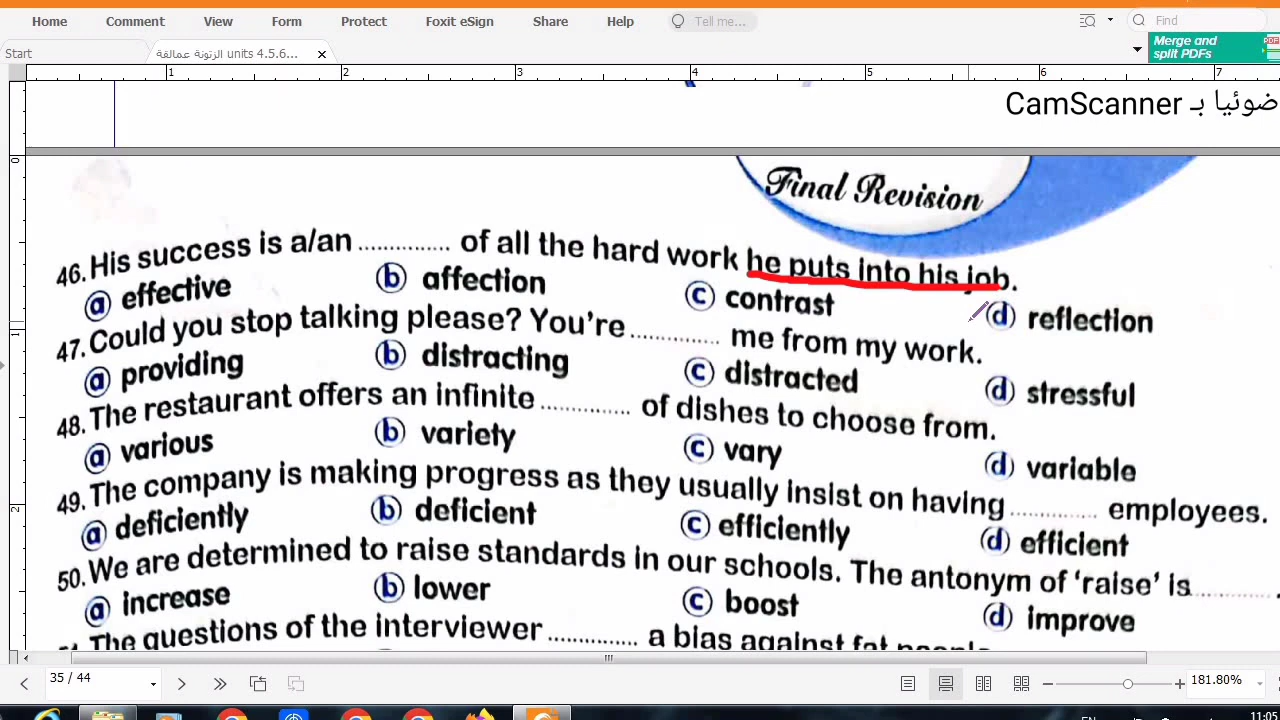 Home Comment View Form Protect Foxit eSign Share Help Tell me... Find
Start الزتونة عمالقة units 4.5.6... × Merge and split PDFs
1 2 3 4 5 6 7
ضوئيا بـ CamScanner
Final Revision
46. His success is a/an ............... of all the hard work he puts into his job.
a effective b affection c contrast d reflection
47. Could you stop talking please? You're ............... me from my work.
a providing b distracting c distracted d stressful
48. The restaurant offers an infinite ............... of dishes to choose from.
a various b variety c vary d variable
49. The company is making progress as they usually insist on having ............... employees.
a deficiently b deficient c efficiently d efficient
50. We are determined to raise standards in our schools. The antonym of 'raise' is ............... .
a increase b lower c boost d improve
The questions of the interviewer ............... a bias against fat people
35 / 44 181.80%
EN 11:05